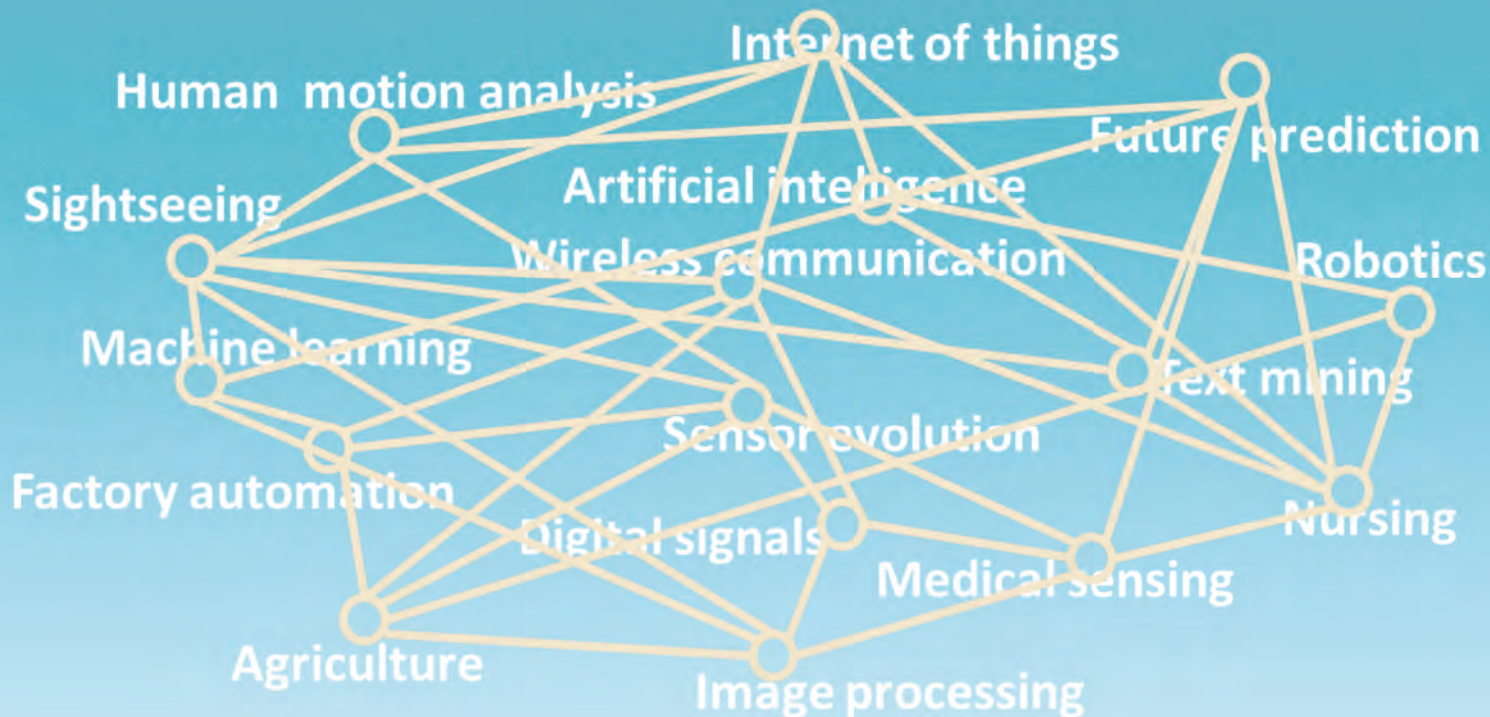 Internet of things
Human motion analysis
Future prediction
Artificial intelligence
Sightseeing
Wireless communication
Robotics
Machine learning
Text mining
Sensor evolution
Factory automation
Digital signals
Nursing
Medical sensing
Agriculture
Image processing